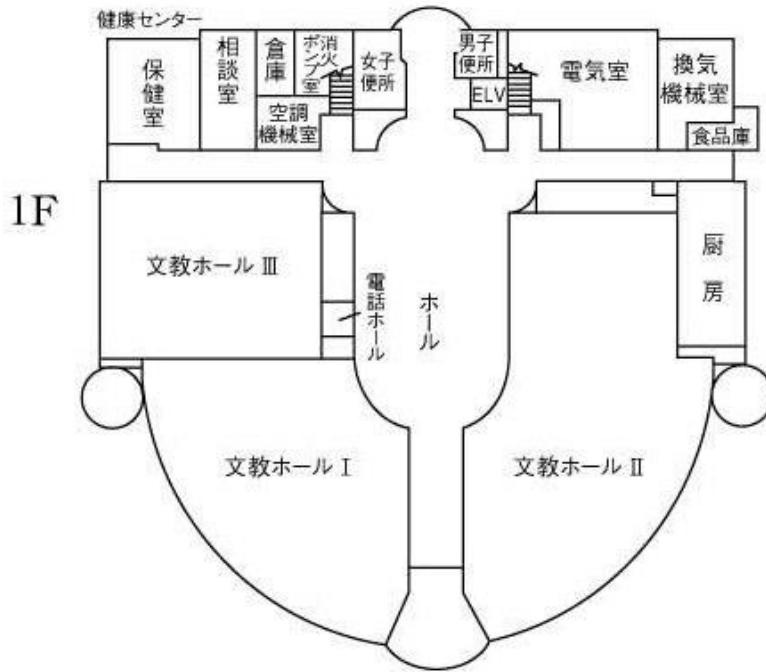 健康センター
保健室
相談室
倉庫
消火
ポンプ室
空調
機械室
女子
便所
男子
便所
ELV
電気室
換気
機械室
食品庫
1F
文教ホール Ⅲ
電話ホール
ホール
厨房
文教ホール Ⅰ
文教ホール Ⅱ